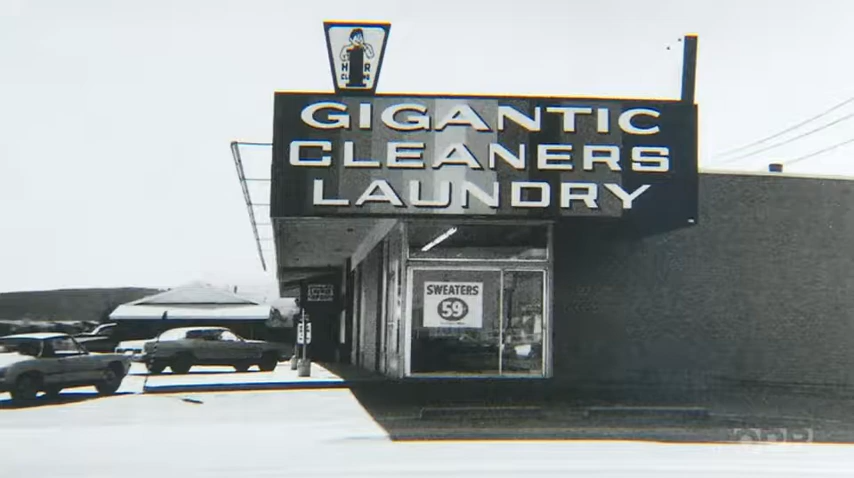 GIGANTIC
CLEANERS
LAUNDRY
SWEATERS
59¢